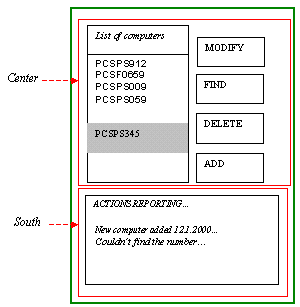 List of computers
MODIFY
PCSPS912
PCSF0659
PCSPS009
PCSPS059
Center
FIND
DELETE
PCSPS345
ADD
ACTIONS REPORTING...
South
New computer added 12.1.2000...
Couldn't find the number...